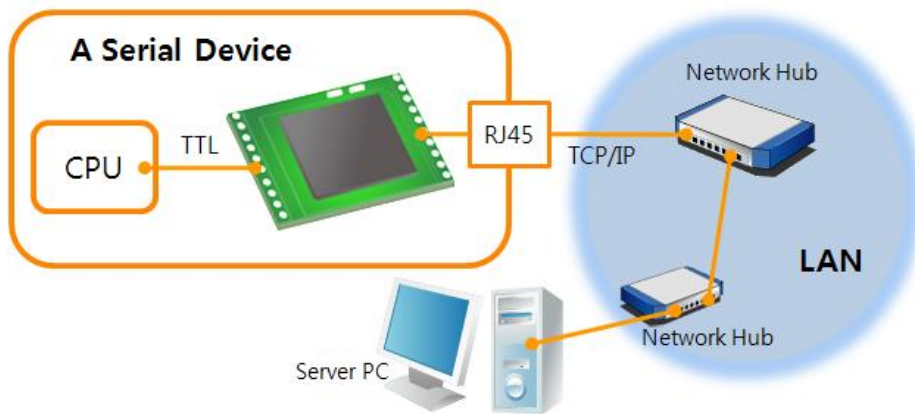 A Serial Device
CPU
TTL
RJ45
TCP/IP
Network Hub
LAN
Network Hub
Server PC